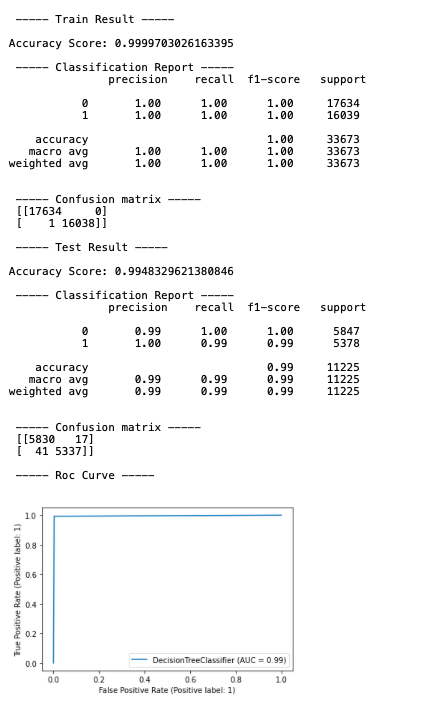 ----- Train Result -----
Accuracy Score: 0.9999703026163395
----- Classification Report -----
precision recall f1-score support
0 1.00 1.00 1.00 17634
1 1.00 1.00 1.00 16039
accuracy 1.00 33673
macro avg 1.00 1.00 1.00 33673
weighted avg 1.00 1.00 1.00 33673
----- Confusion matrix -----
[[17634 0]
[ 1 16038]]
----- Test Result -----
Accuracy Score: 0.9948329621380846
----- Classification Report -----
precision recall f1-score support
0 0.99 1.00 1.00 5847
1 1.00 0.99 0.99 5378
accuracy 0.99 11225
macro avg 0.99 0.99 0.99 11225
weighted avg 0.99 0.99 0.99 11225
----- Confusion matrix -----
[[5830 17]
[ 41 5337]]
----- Roc Curve -----
True Positive Rate (Positive label: 1)
1.0
0.8
0.6
0.4
0.2
0.0
DecisionTreeClassifier (AUC = 0.99)
0.0 0.2 0.4 0.6 0.8 1.0
False Positive Rate (Positive label: 1)